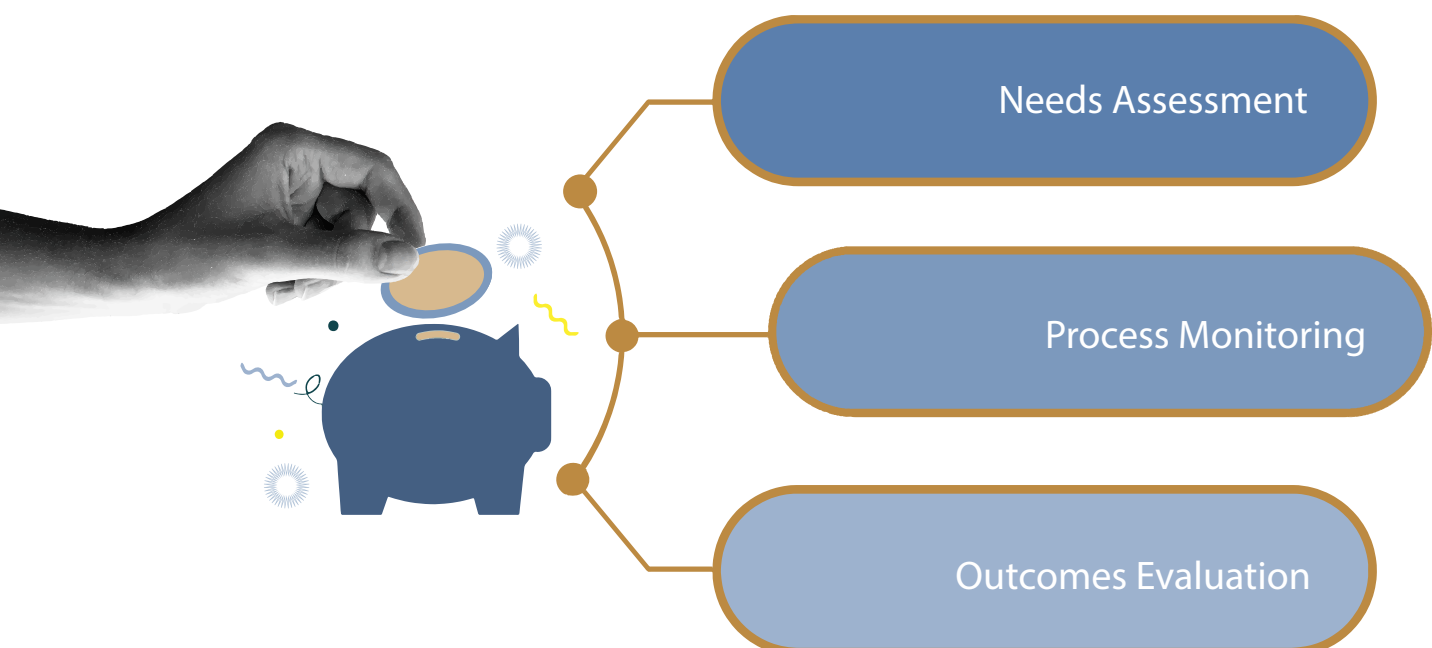 Needs Assessment
Process Monitoring
Outcomes Evaluation